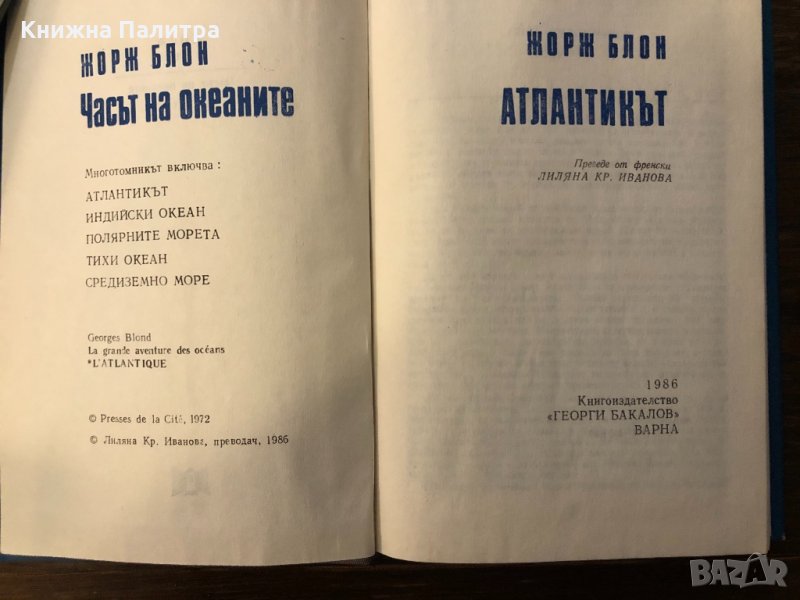 Книжна Палитра
ЖОРЖ БЛОН
Часът на океаните
Многотомникът включва:
АТЛАНТИКЪТ
ИНДИЙСКИ ОКЕАН
ПОЛЯРНИТЕ МОРЕТА
ТИХИ ОКЕАН
СРЕДИЗЕМНО МОРЕ
Georges Blond
La grande aventure des océans
*L'ATLANTIQUE
© Presses de la Cité, 1972
© Лиляна Кр. Иванова, преводач, 1986
ЖОРЖ БЛОН
АТЛАНТИКЪТ
Преведе от френски
ЛИЛЯНА КР. ИВАНОВА
1986
Книгоиздателство
«ГЕОРГИ БАКАЛОВ»
ВАРНА
BAZAR